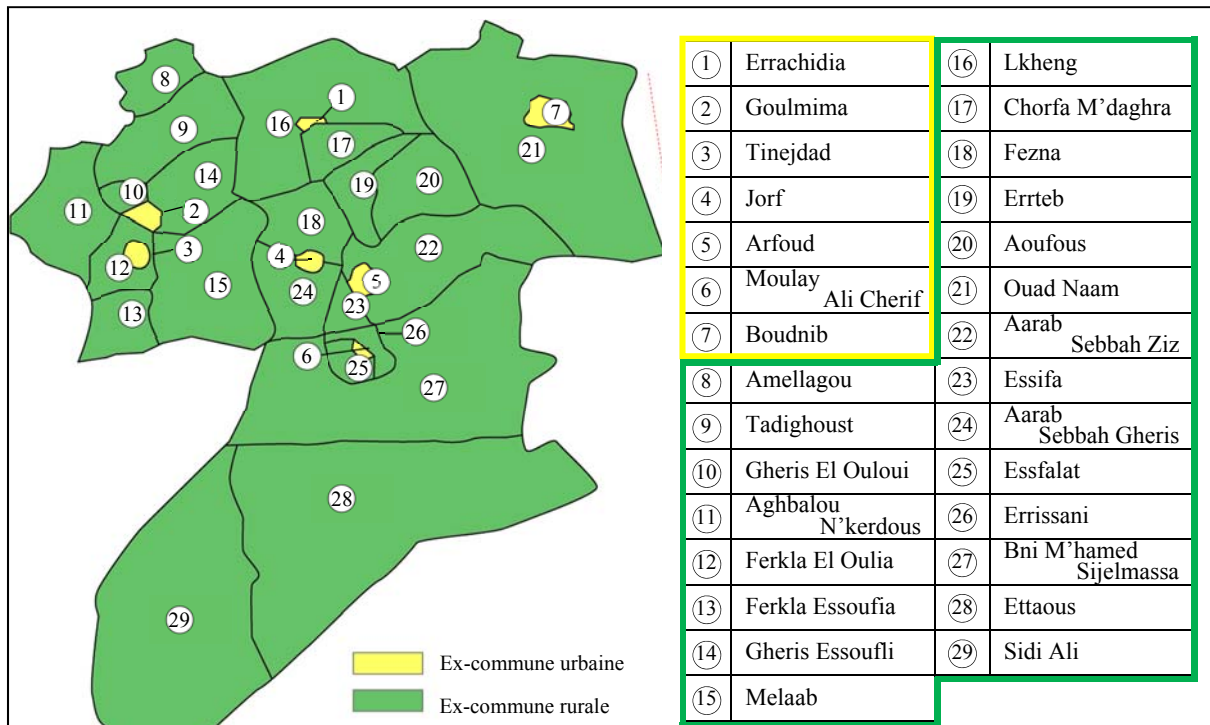 8
9
1
16
7
17
21
14
19
20
10
11
2
18
22
3
4
12
15
5
24
23
13
26
6
25
27
28
29
Ex-commune urbaine
Ex-commune rurale
1 Errachidia
2 Goulmima
3 Tinejdad
4 Jorf
5 Arfoud
6 Moulay
Ali Cherif
7 Boudnib
8 Amellagou
9 Tadighoust
10 Gheris El Ouloui
11 Aghbalou
N'kerdous
12 Ferkla El Oulia
13 Ferkla Essoufia
14 Gheris Essoufli
15 Melaab
16 Lkheng
17 Chorfa M’daghra
18 Fezna
19 Errteb
20 Aoufous
21 Ouad Naam
22 Aarab
Sebbah Ziz
23 Essifa
24 Aarab
Sebbah Gheris
25 Essfalat
26 Errissani
27 Bni M’hamed
Sijelmassa
28 Ettaous
29 Sidi Ali